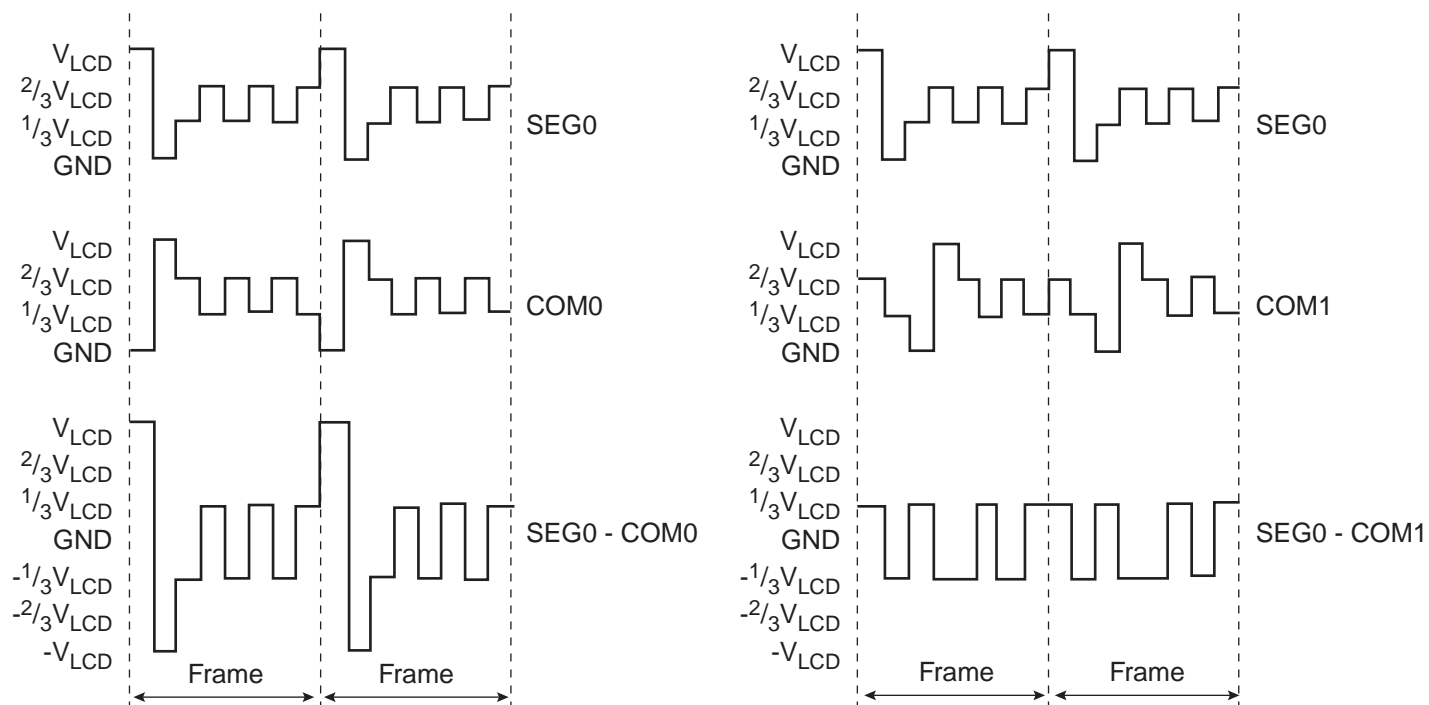 VLCD
2/3VLCD
1/3VLCD
GND
SEG0
VLCD
2/3VLCD
1/3VLCD
GND
COM0
VLCD
2/3VLCD
1/3VLCD
GND
-1/3VLCD
-2/3VLCD
-VLCD
SEG0 - COM0
Frame
Frame
VLCD
2/3VLCD
1/3VLCD
GND
SEG0
VLCD
2/3VLCD
1/3VLCD
GND
COM1
VLCD
2/3VLCD
1/3VLCD
GND
-1/3VLCD
-2/3VLCD
-VLCD
SEG0 - COM1
Frame
Frame